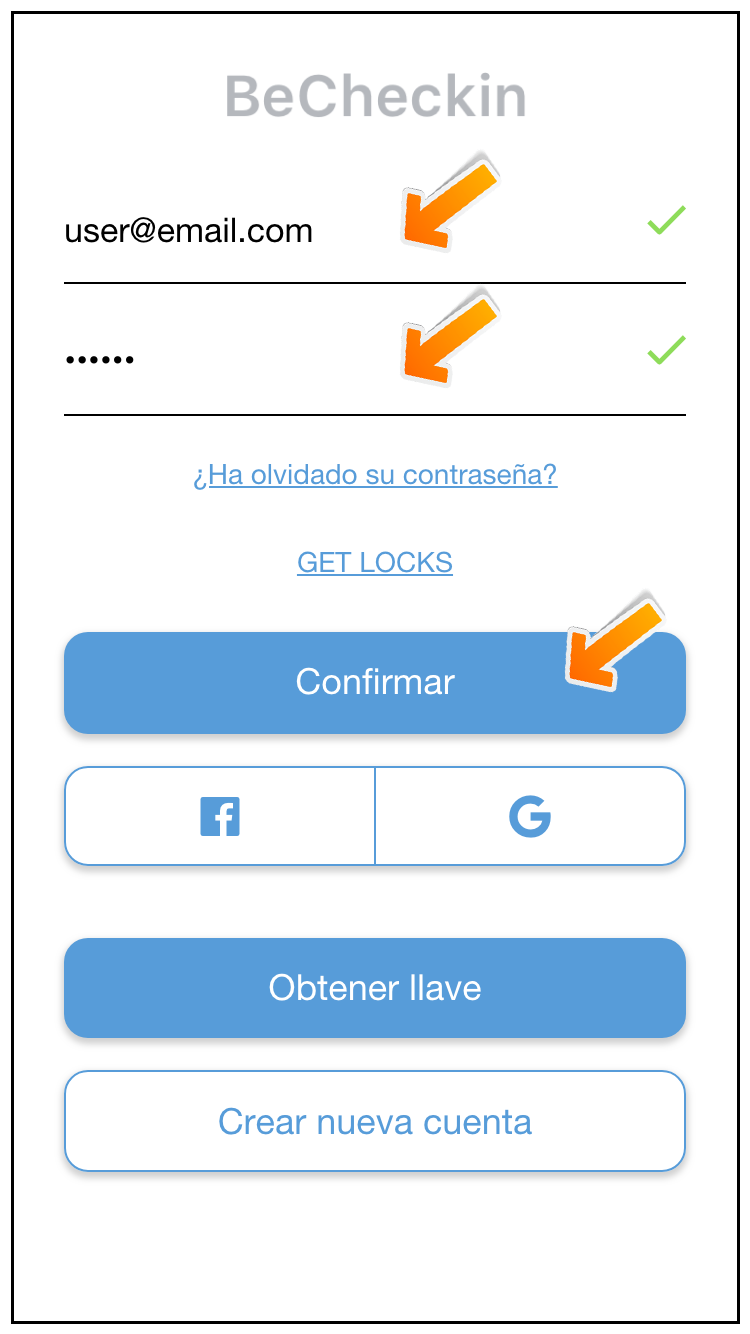 BeCheckin
user@email.com
••••••
¿Ha olvidado su contraseña?
GET LOCKS
Confirmar
Obtener llave
Crear nueva cuenta